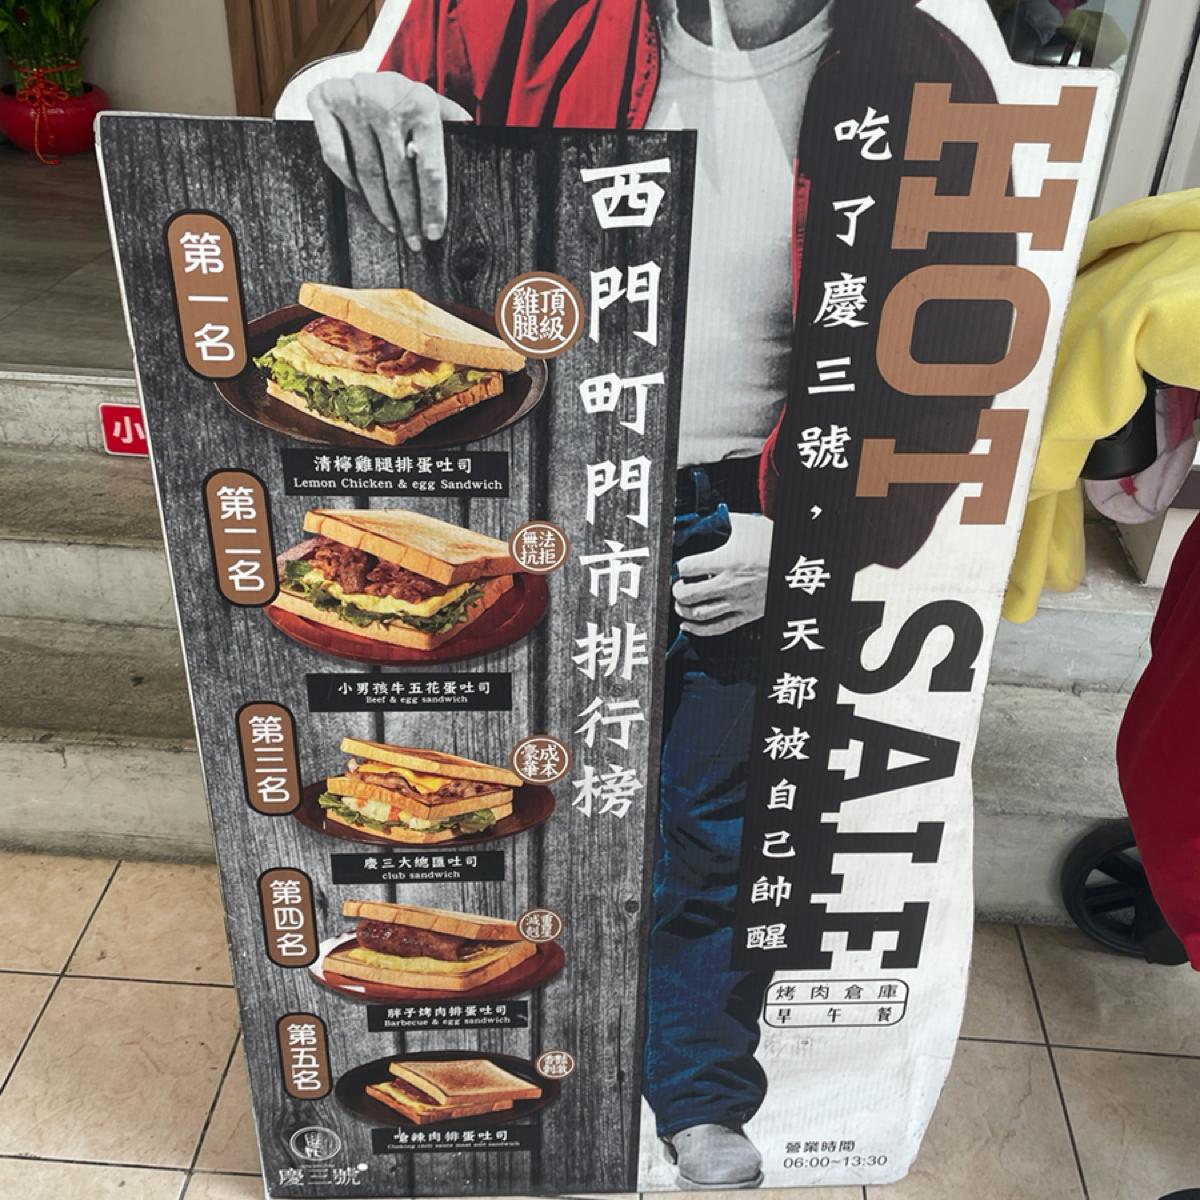 HOT SALE
吃了慶三號，每天都被自己帥醒
西門町門市排行榜
第一名
頂級
雞腿
清檸雞腿排蛋吐司
Lemon Chicken & egg Sandwich
第二名
法拒
無抗
小男孩牛五花蛋吐司
Beef & egg sandwich
第三名
成本
豪華
慶三大總匯吐司
club sandwich
第四名
胖子烤肉排蛋吐司
Barbecue & egg sandwich
第五名
嗆辣肉排蛋吐司
慶三號
烤肉倉庫
早午餐
營業時間
06:00~13:30
小